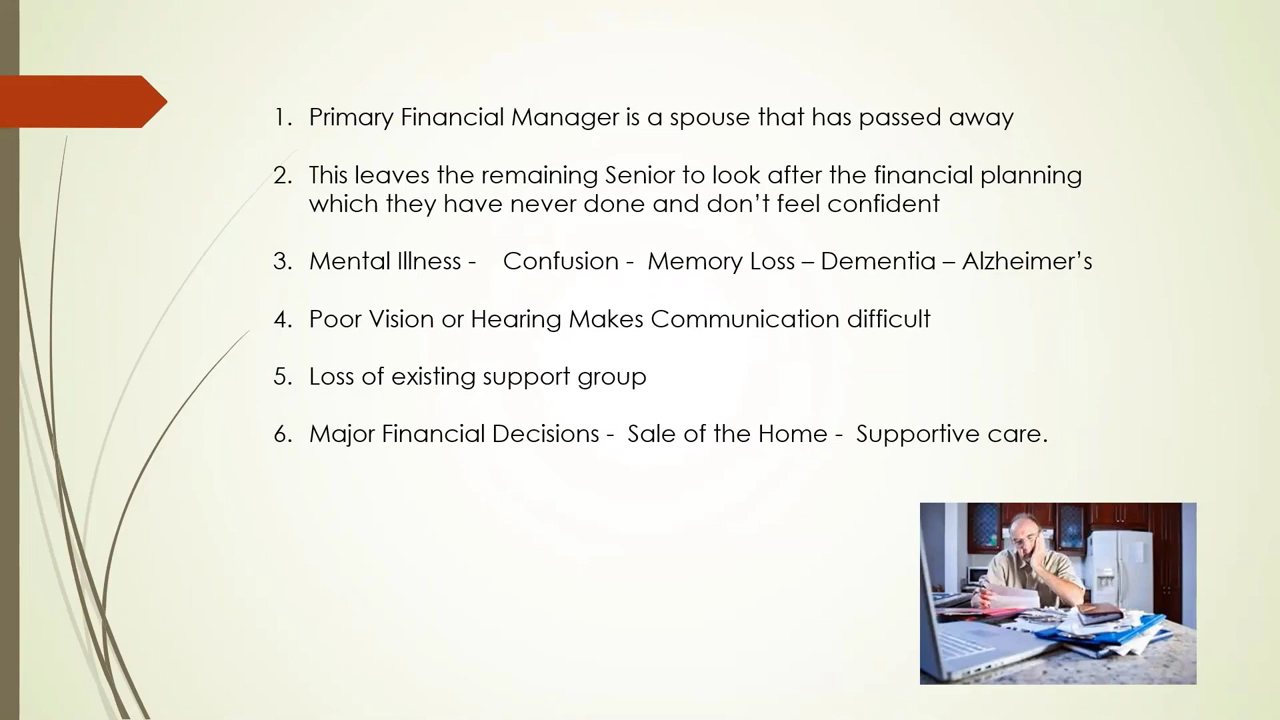 1. Primary Financial Manager is a spouse that has passed away
2. This leaves the remaining Senior to look after the financial planning
which they have never done and don’t feel confident
3. Mental Illness - Confusion - Memory Loss – Dementia – Alzheimer’s
4. Poor Vision or Hearing Makes Communication difficult
5. Loss of existing support group
6. Major Financial Decisions - Sale of the Home - Supportive care.